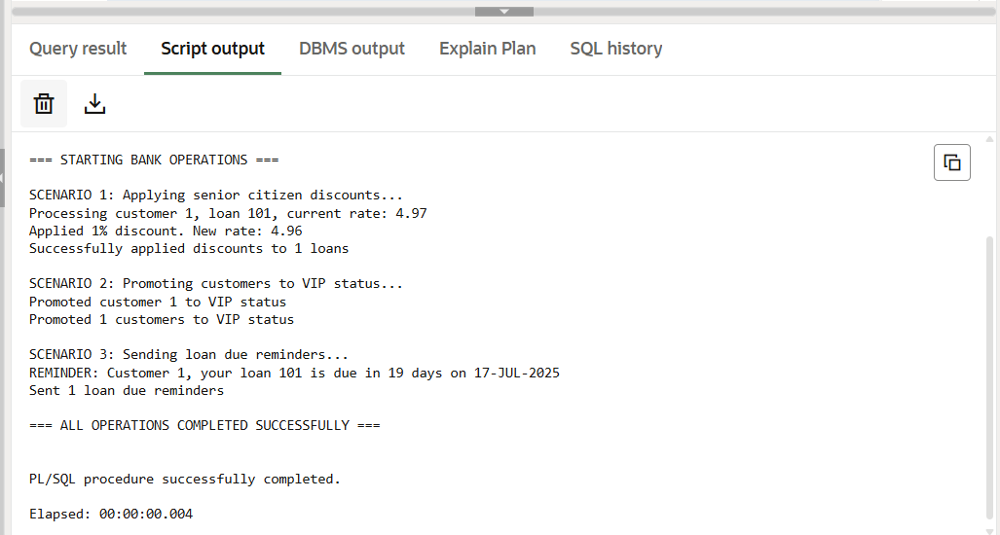 Query result Script output DBMS output Explain Plan SQL history
=== STARTING BANK OPERATIONS ===
SCENARIO 1: Applying senior citizen discounts...
Processing customer 1, loan 101, current rate: 4.97
Applied 1% discount. New rate: 4.96
Successfully applied discounts to 1 loans
SCENARIO 2: Promoting customers to VIP status...
Promoted customer 1 to VIP status
Promoted 1 customers to VIP status
SCENARIO 3: Sending loan due reminders...
REMINDER: Customer 1, your loan 101 is due in 19 days on 17-JUL-2025
Sent 1 loan due reminders
=== ALL OPERATIONS COMPLETED SUCCESSFULLY ===
PL/SQL procedure successfully completed.
Elapsed: 00:00:00.004